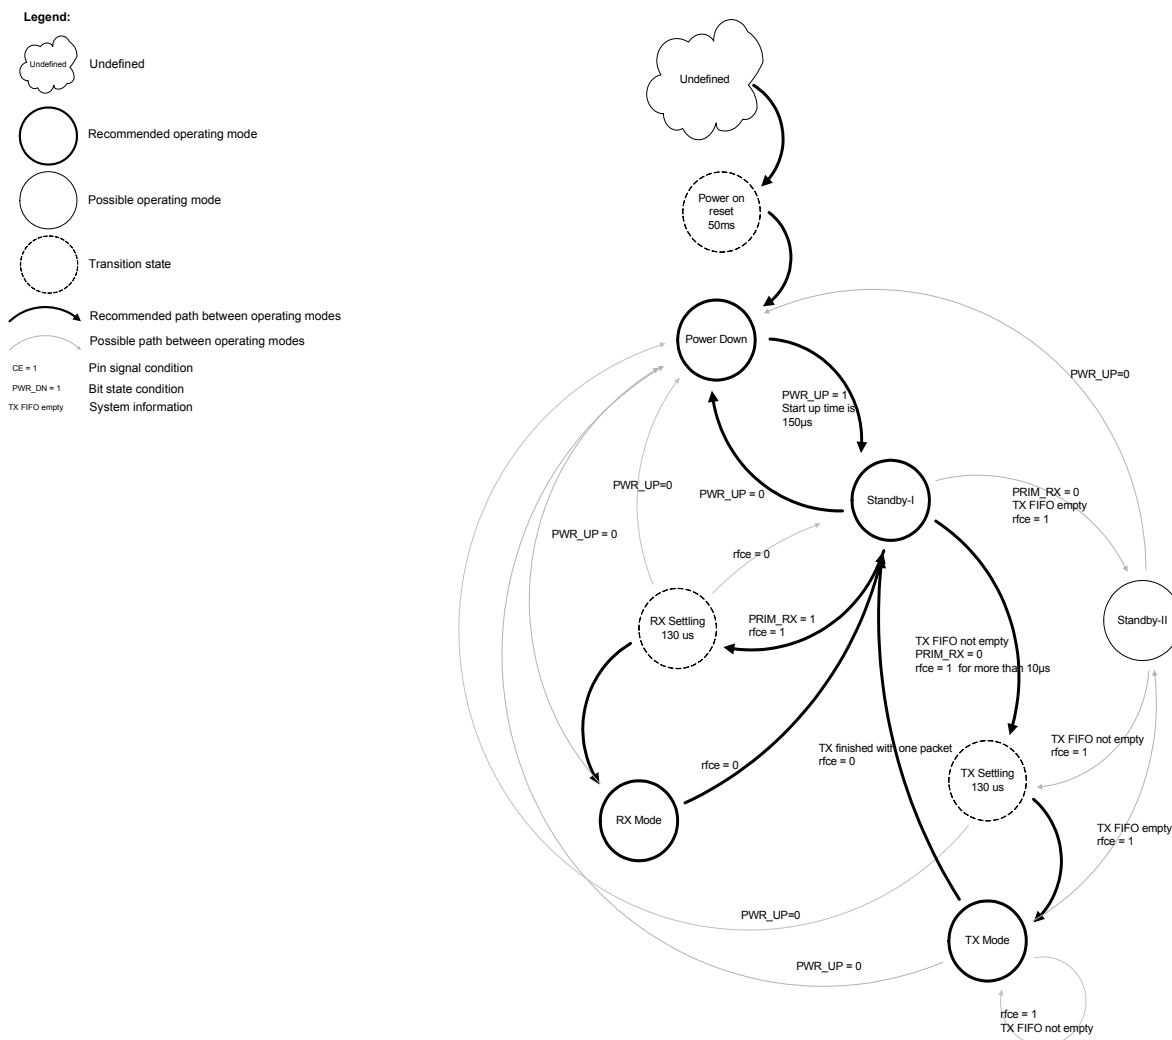 Legend:
Undefined
Undefined
Recommended operating mode
Possible operating mode
Transition state
Recommended path between operating modes
Possible path between operating modes
CE = 1
Pin signal condition
PWR_DN = 1
Bit state condition
TX FIFO empty
System information
Undefined
Power on
reset
50ms
Power Down
PWR_UP=0
PWR_UP = 1
Start up time is
150µs
PWR_UP=0
PWR_UP = 0
Standby-I
PRIM_RX = 0
TX FIFO empty
rfce = 1
PWR_UP = 0
rfce = 0
RX Settling
130 us
PRIM_RX = 1
rfce = 1
Standby-II
TX FIFO not empty
PRIM_RX = 0
rfce = 1  for more than 10µs
TX finished with one packet
rfce = 0
rfce = 0
TX FIFO not empty
rfce = 1
TX Settling
130 us
RX Mode
TX FIFO empty
rfce = 1
PWR_UP=0
TX Mode
PWR_UP = 0
rfce = 1
TX FIFO not empty